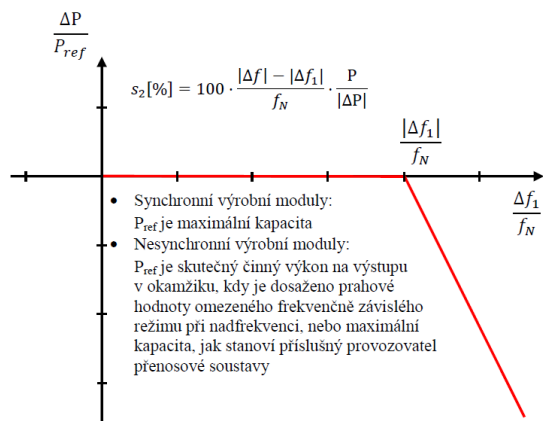 ΔP
P_ref
s₂[%] = 100 · (|Δf| − |Δf₁|)/f_N · P/|ΔP|
|Δf₁|
f_N
Δf₁
f_N
• Synchronní výrobní moduly:
P_ref je maximální kapacita
• Nesynchronní výrobní moduly:
P_ref je skutečný činný výkon na výstupu
v okamžiku, kdy je dosaženo prahové
hodnoty omezeného frekvenčně závislého
režimu při nadfrekvenci, nebo maximální
kapacita, jak stanoví příslušný provozovatel
přenosové soustavy